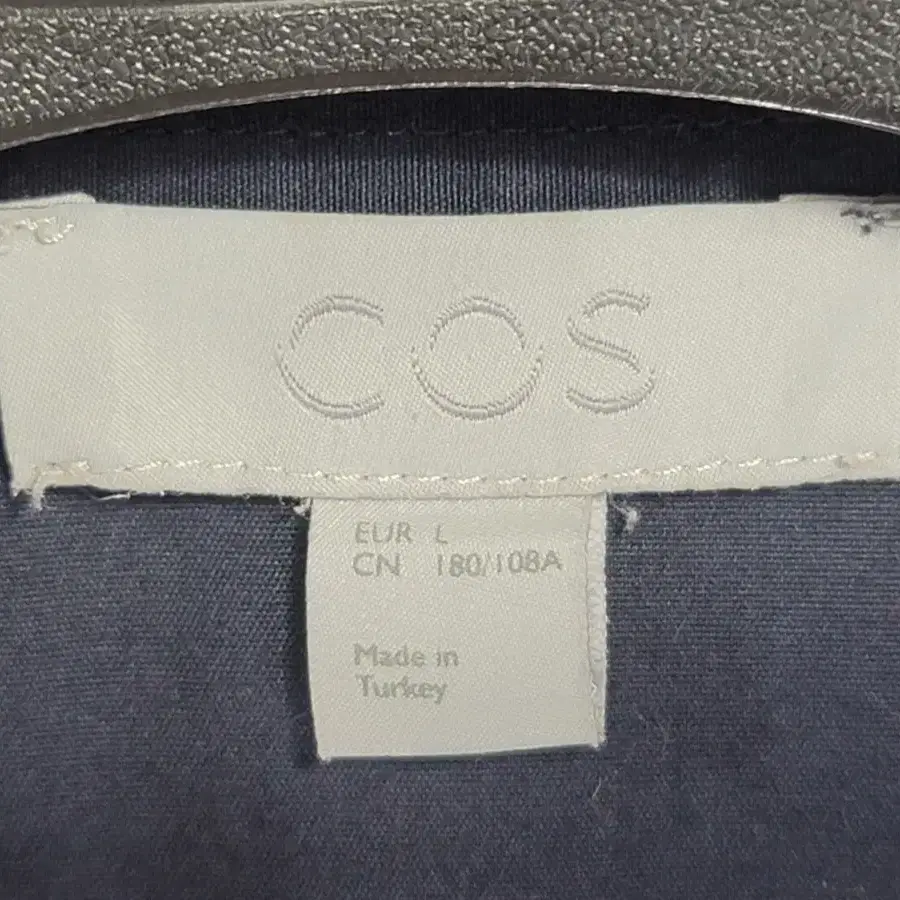 COS
EUR L
CN 180/108A
Made in
Turkey